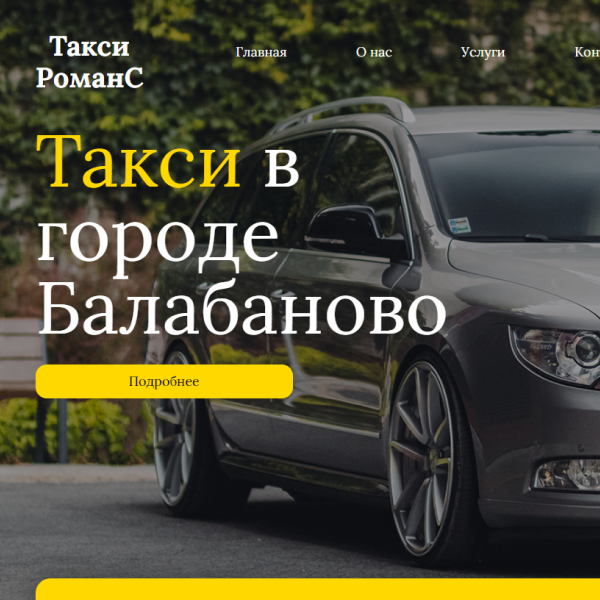 Такси
РоманС
Главная
О нас
Услуги
Такси в
городе
Балабаново
Подробнее